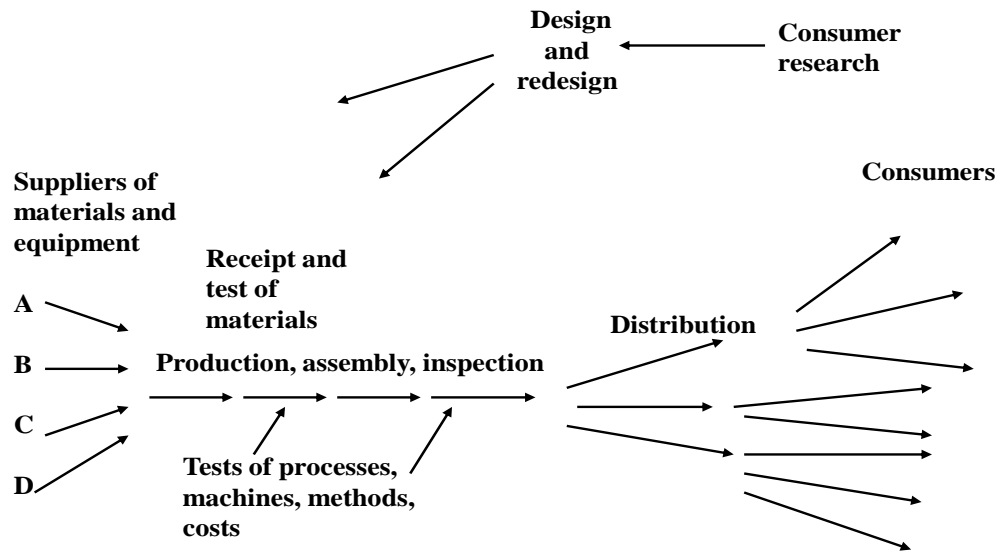 Design
and
redesign
Consumer
research
Consumers
Suppliers of
materials and
equipment
Receipt and
test of
materials
A
B
C
D
Production, assembly, inspection
Distribution
Tests of processes,
machines, methods,
costs